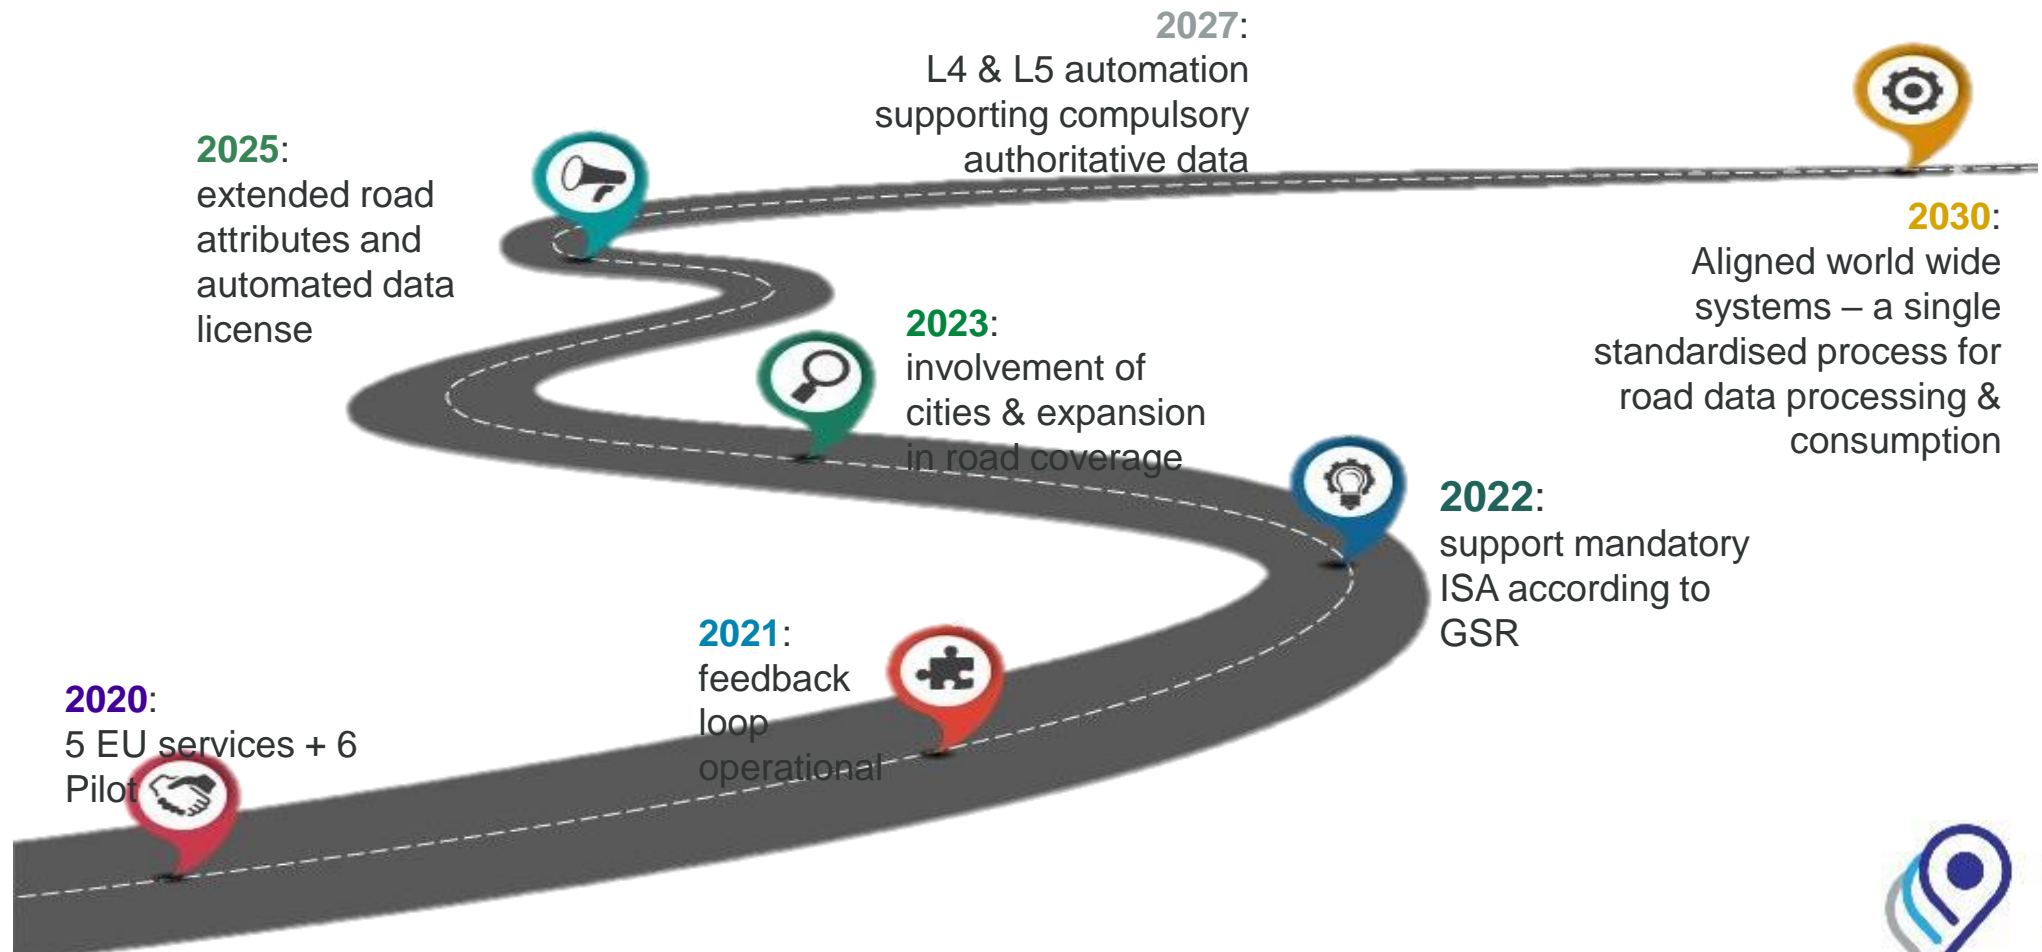 2027:
L4 & L5 automation
supporting compulsory
authoritative data
2025:
extended road
attributes and
automated data
license
2030:
Aligned world wide
systems – a single
standardised process for
road data processing &
consumption
2023:
involvement of
cities & expansion
in road coverage
2022:
support mandatory
ISA according to
GSR
2021:
feedback
loop
operational
2020:
5 EU services + 6
Pilot